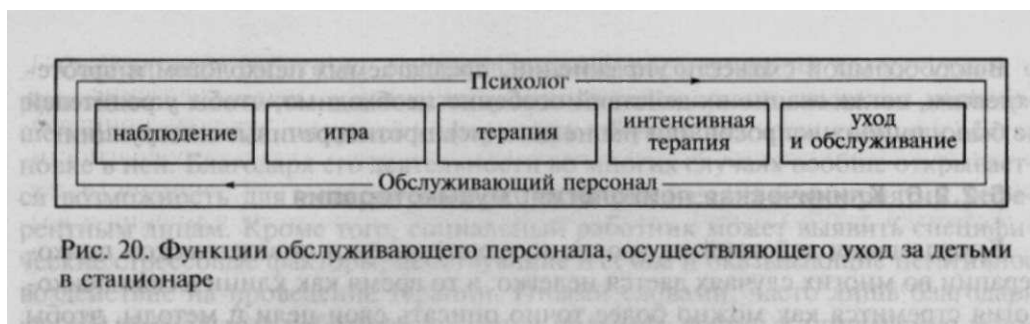 Психолог
наблюдение игра терапия интенсивная терапия уход и обслуживание
Обслуживающий персонал
Рис. 20. Функции обслуживающего персонала, осуществляющего уход за детьми
в стационаре